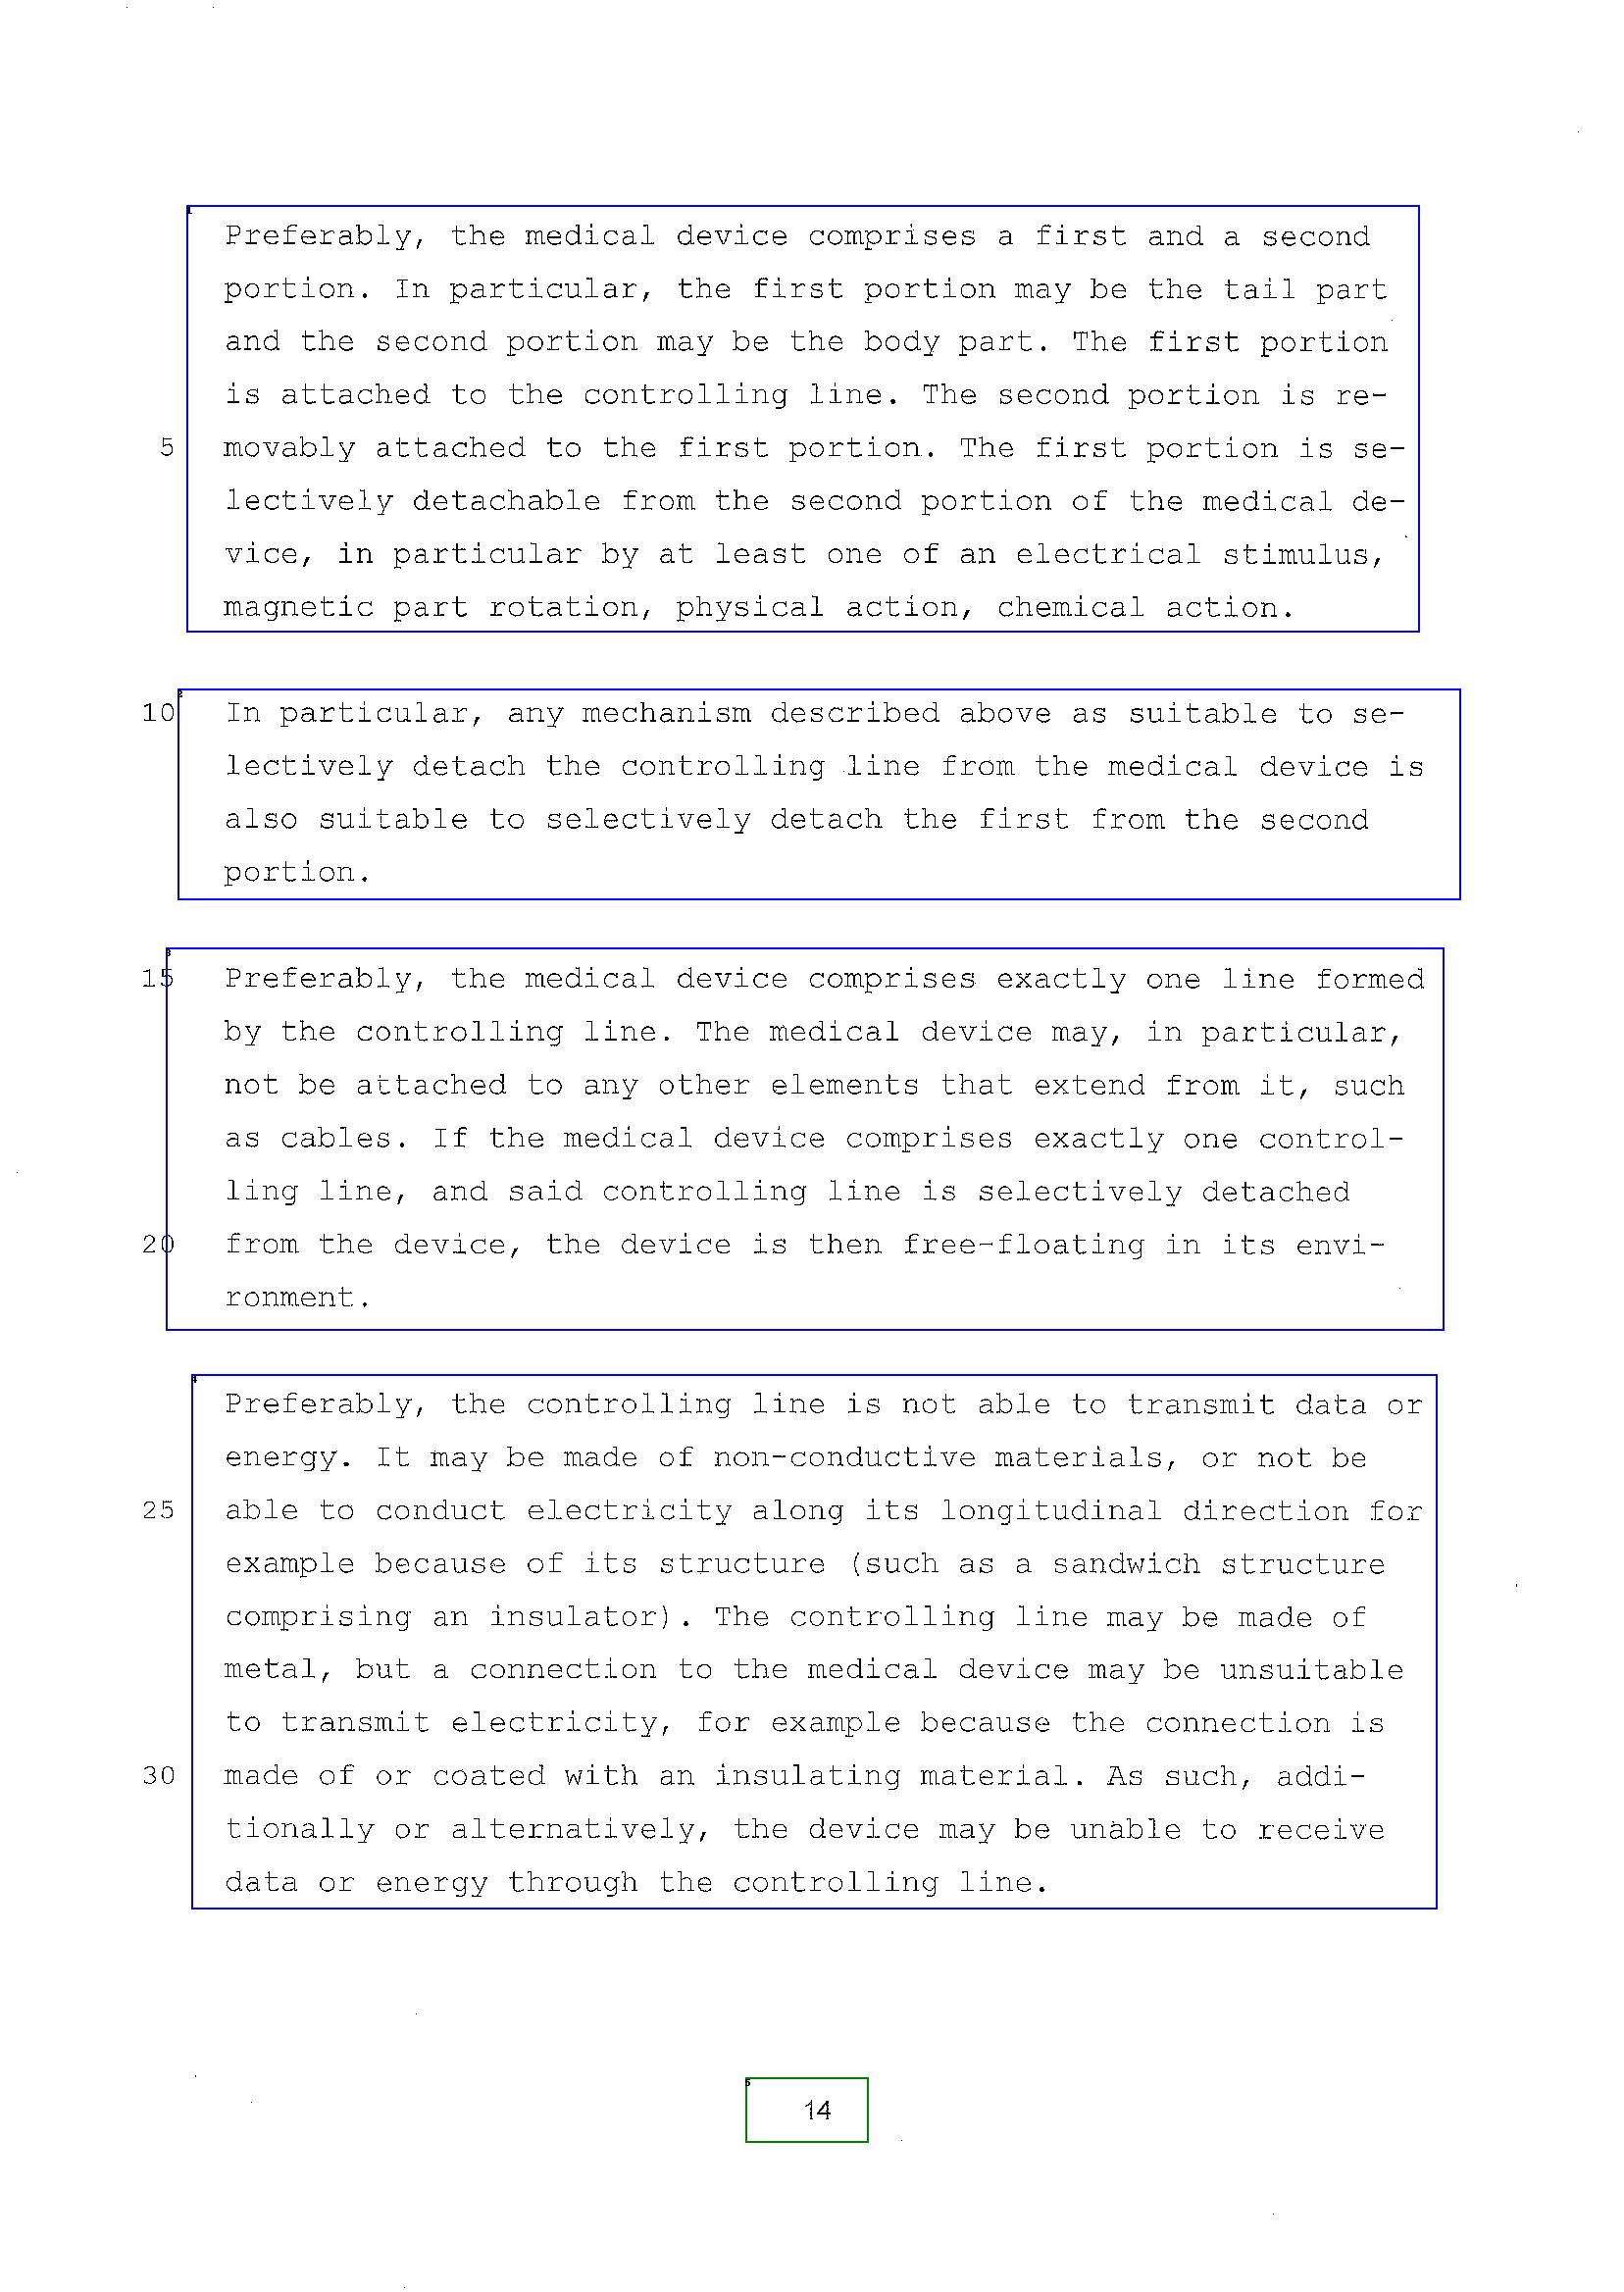 Preferably, the medical device comprises a first and a second
portion. In particular, the first portion may be the tail part
and the second portion may be the body part. The first portion
is attached to the controlling line. The second portion is re-
5 movably attached to the first portion. The first portion is se-
lectively detachable from the second portion of the medical de-
vice, in particular by at least one of an electrical stimulus,
magnetic part rotation, physical action, chemical action.
10 In particular, any mechanism described above as suitable to se-
lectively detach the controlling line from the medical device is
also suitable to selectively detach the first from the second
portion.
15 Preferably, the medical device comprises exactly one line formed
by the controlling line. The medical device may, in particular,
not be attached to any other elements that extend from it, such
as cables. If the medical device comprises exactly one control-
ling line, and said controlling line is selectively detached
20 from the device, the device is then free-floating in its envi-
ronment.
Preferably, the controlling line is not able to transmit data or
energy. It may be made of non-conductive materials, or not be
25 able to conduct electricity along its longitudinal direction for
example because of its structure (such as a sandwich structure
comprising an insulator). The controlling line may be made of
metal, but a connection to the medical device may be unsuitable
to transmit electricity, for example because the connection is
30 made of or coated with an insulating material. As such, addi-
tionally or alternatively, the device may be unable to receive
data or energy through the controlling line.
14